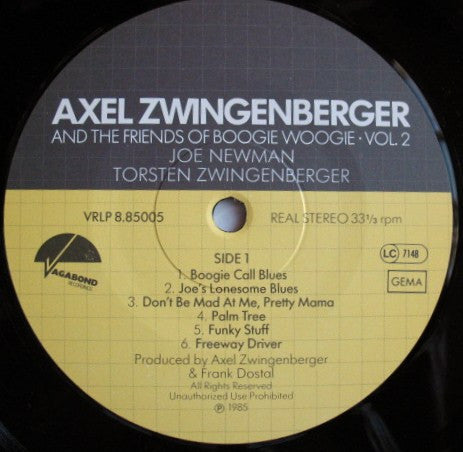 AXEL ZWINGENBERGER
AND THE FRIENDS OF BOOGIE WOOGIE · VOL. 2
JOE NEWMAN
TORSTEN ZWINGENBERGER
VRLP 8.85005
REAL STEREO 33 1/3 rpm
VAGABOND
RECORDINGS
LC 7148
GEMA
SIDE 1
1. Boogie Call Blues
2. Joe's Lonesome Blues
3. Don't Be Mad At Me, Pretty Mama
4. Palm Tree
5. Funky Stuff
6. Freeway Driver
Produced by Axel Zwingenberger
& Frank Dostal
All Rights Reserved
Unauthorized Use Prohibited
℗ 1985